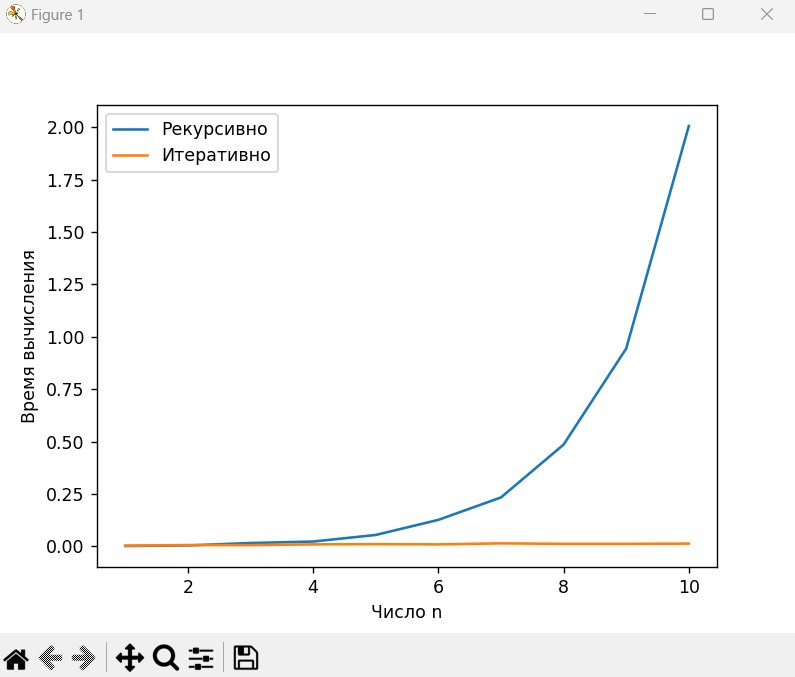 Figure 1
Рекурсивно
Итеративно
2.00
1.75
1.50
1.25
1.00
0.75
0.50
0.25
0.00
Время вычисления
2 4 6 8 10
Число n